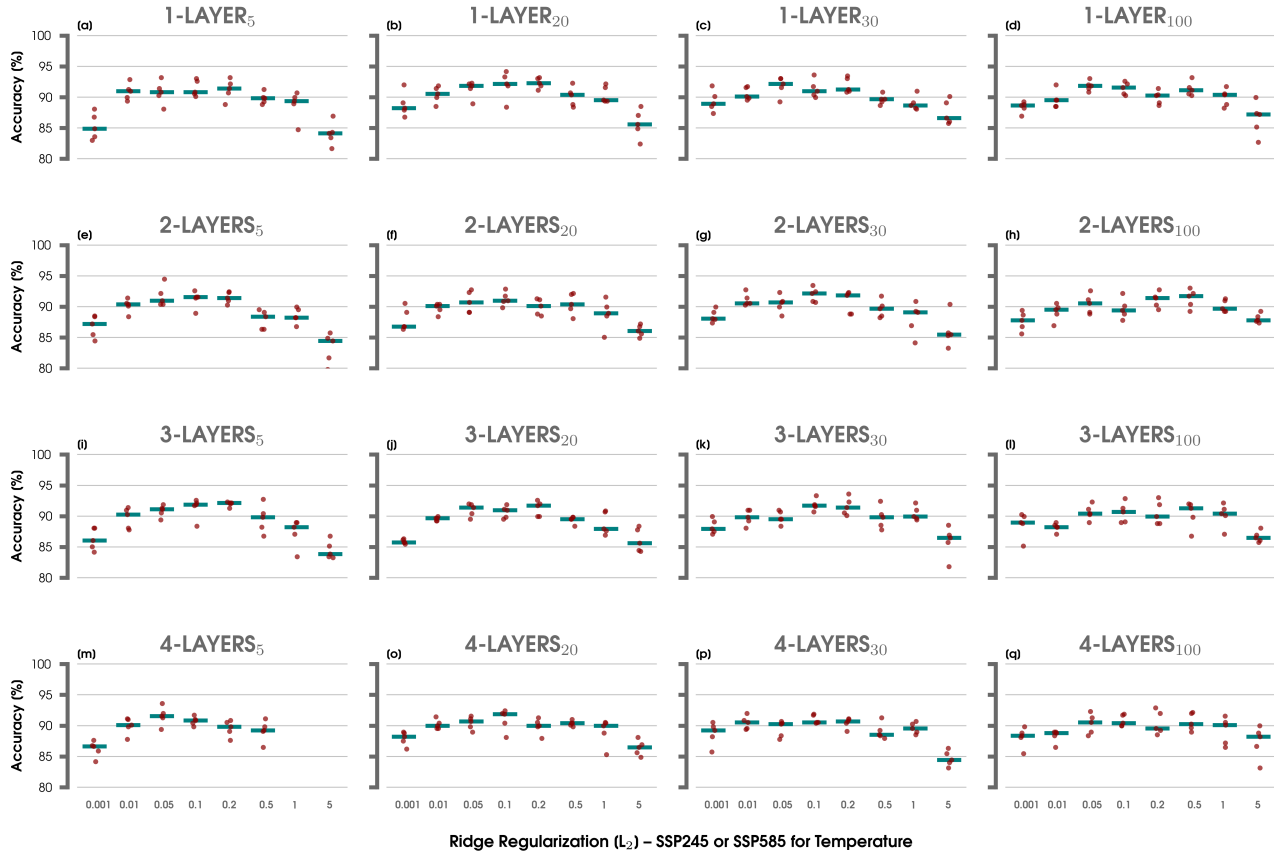 1-LAYER₅ 1-LAYER₂₀ 1-LAYER₃₀ 1-LAYER₁₀₀
(a) (b) (c) (d)
100
95
90
85
80
Accuracy (%)
2-LAYERS₅ 2-LAYERS₂₀ 2-LAYERS₃₀ 2-LAYERS₁₀₀
(e) (f) (g) (h)
100
95
90
85
80
Accuracy (%)
3-LAYERS₅ 3-LAYERS₂₀ 3-LAYERS₃₀ 3-LAYERS₁₀₀
(i) (j) (k) (l)
100
95
90
85
80
Accuracy (%)
4-LAYERS₅ 4-LAYERS₂₀ 4-LAYERS₃₀ 4-LAYERS₁₀₀
(m) (o) (p) (q)
100
95
90
85
80
Accuracy (%)
0.001 0.01 0.05 0.1 0.2 0.5 1 5 0.001 0.01 0.05 0.1 0.2 0.5 1 5 0.001 0.01 0.05 0.1 0.2 0.5 1 5 0.001 0.01 0.05 0.1 0.2 0.5 1 5
Ridge Regularization (L₂) – SSP245 or SSP585 for Temperature